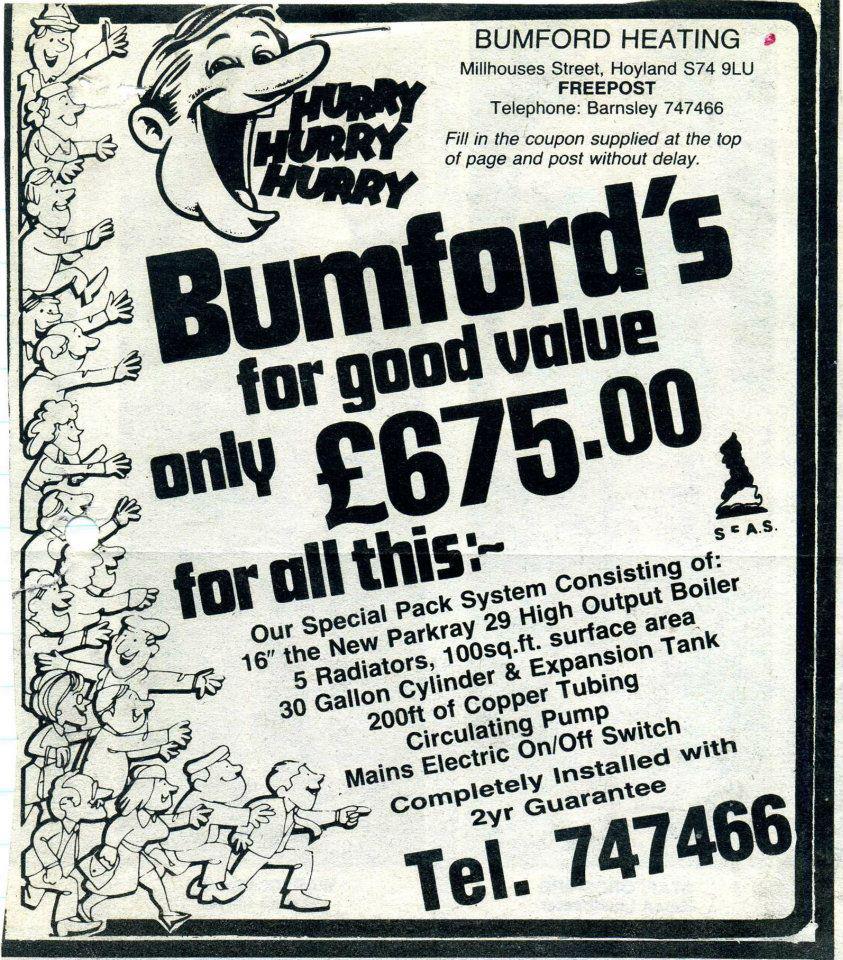 HURRY
HURRY
HURRY
BUMFORD HEATING
Millhouses Street, Hoyland S74 9LU
FREEPOST
Telephone: Barnsley 747466
Fill in the coupon supplied at the top
of page and post without delay.
Bumford's
for good value
only £675.00
for all this:~
S F A.S.
Our Special Pack System Consisting of:
16" the New Parkray 29 High Output Boiler
5 Radiators, 100sq.ft. surface area
30 Gallon Cylinder & Expansion Tank
200ft of Copper Tubing
Circulating Pump
Mains Electric On/Off Switch
Completely Installed with
2yr Guarantee
Tel. 747466